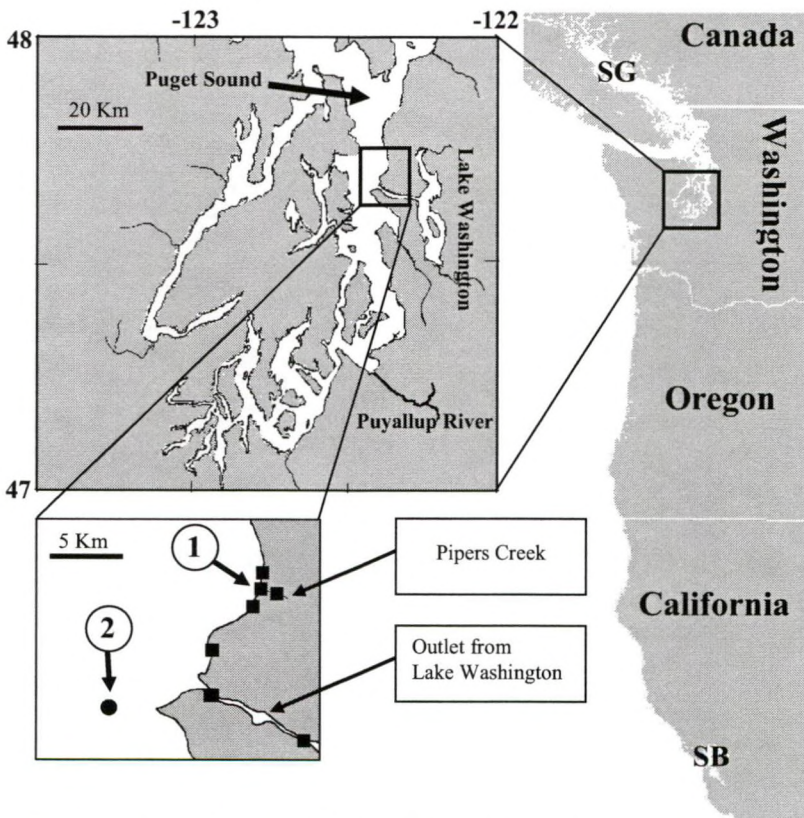 -123
-122
48
Puget Sound
20 Km
Lake Washington
Puyallup River
47
Canada
SG
Washington
Oregon
California
SB
5 Km
1
2
Pipers Creek
Outlet from
Lake Washington